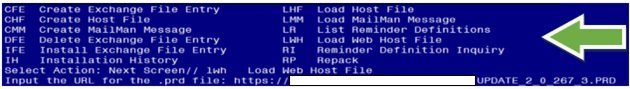 CFE  Create Exchange File Entry        LHF  Load Host File
CHF  Create Host File                  LMM  Load MailMan Message
CMM  Create MailMan Message            LR   List Reminder Definitions
DFE  Delete Exchange File Entry        LWH  Load Web Host File
IFE  Install Exchange File Entry       RI   Reminder Definition Inquiry
IH   Installation History              RP   Repack
Select Action: Next Screen// lwh   Load Web Host File
Input the URL for the .prd file: https:// UPDATE_2_0_267_3.PRD